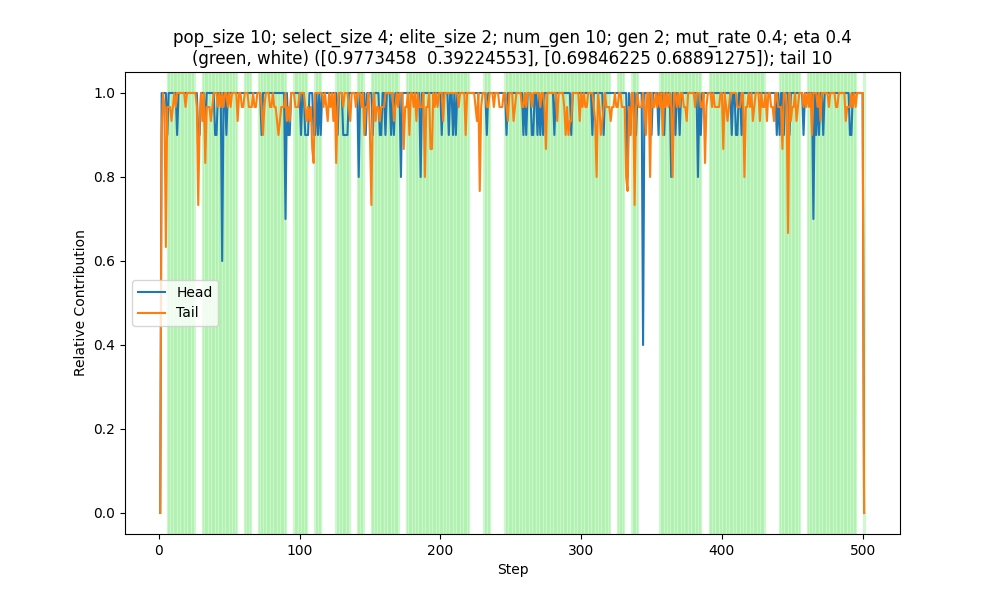 pop_size 10; select_size 4; elite_size 2; num_gen 10; gen 2; mut_rate 0.4; eta 0.4
(green, white) ([0.9773458  0.39224553], [0.69846225 0.68891275]); tail 10
1.0
0.8
0.6
0.4
0.2
0.0
Relative Contribution
Head
Tail
0
100
200
300
400
500
Step